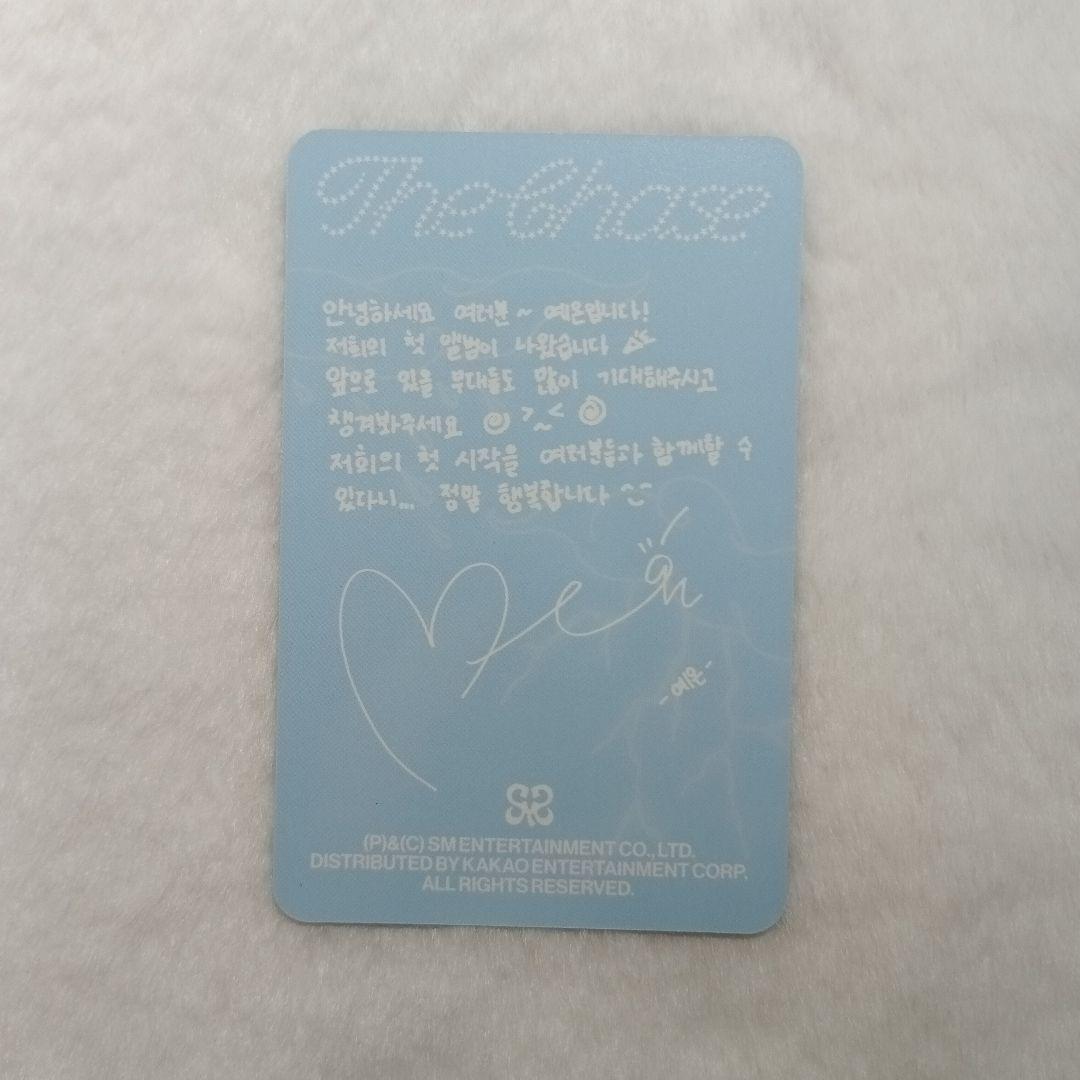 The Chase
안녕하세요 여러분 ~ 예온입니다!
저희의 첫 앨범이 나왔습니다
앞으로 있을 무대들도 많이 기대해주시고
챙겨봐주세요 >~<
저희의 첫 시작을 여러분들과 함께할 수
있다니... 정말 행복합니다 ^^
Ye on
- 예온 -
(P)&(C) SM ENTERTAINMENT CO., LTD.
DISTRIBUTED BY KAKAO ENTERTAINMENT CORP.
ALL RIGHTS RESERVED.